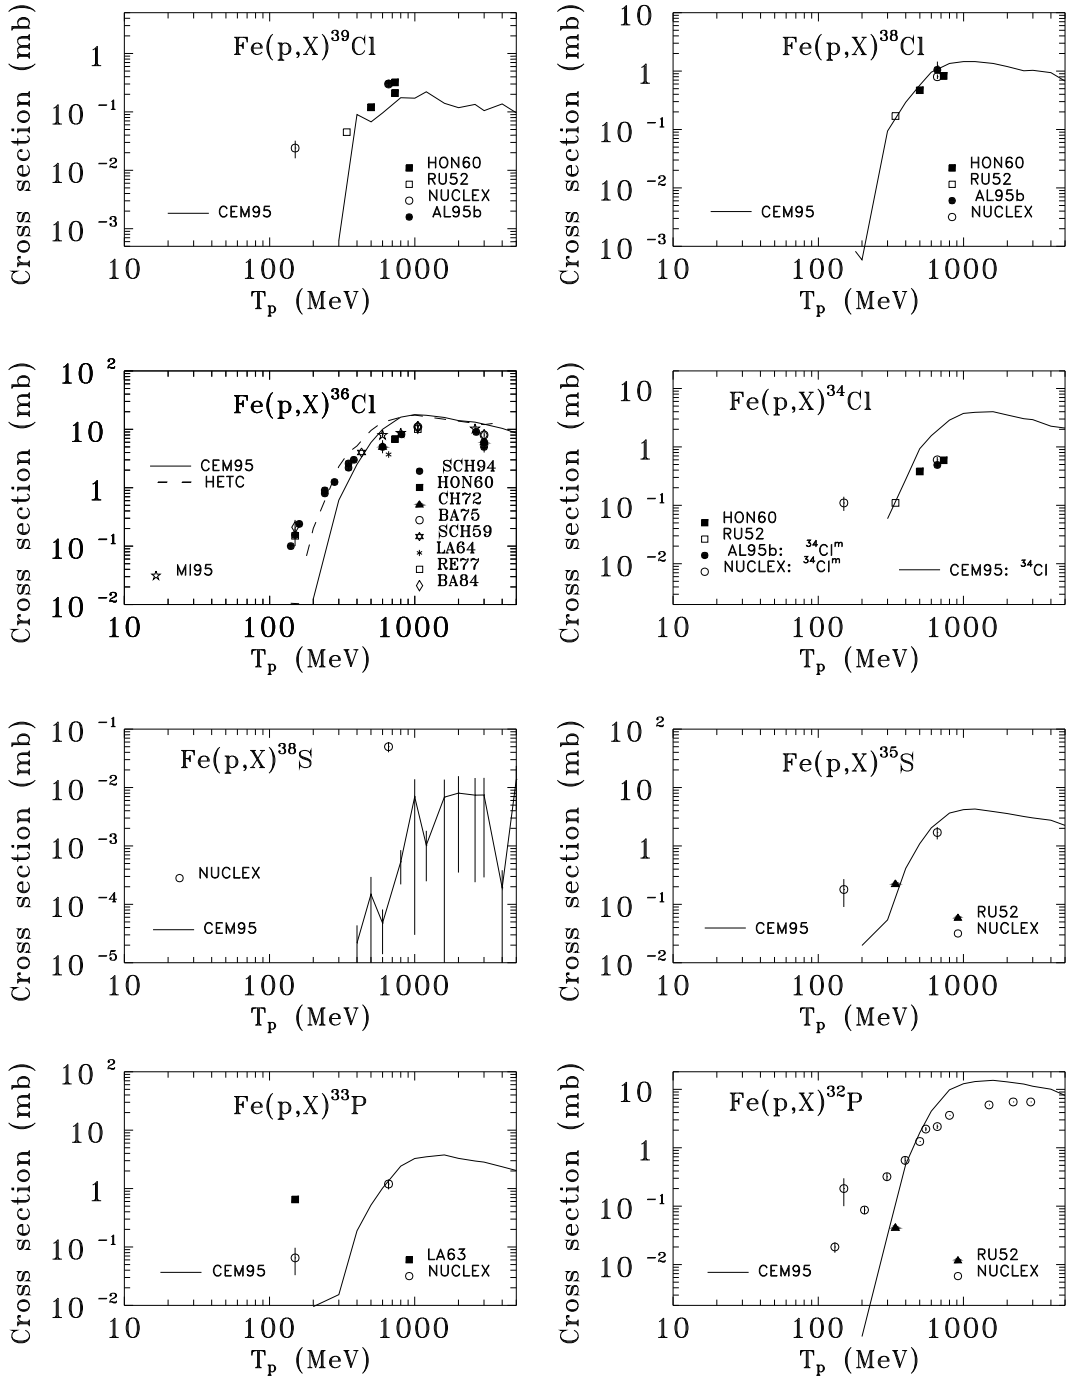 Fe(p,X)³⁹Cl
Cross section (mb)
1
10⁻¹
10⁻²
10⁻³
HON60
RU52
NUCLEX
AL95b
CEM95
10 100 1000
Tₚ (MeV)
Fe(p,X)³⁸Cl
Cross section (mb)
10
1
10⁻¹
10⁻²
10⁻³
HON60
RU52
AL95b
NUCLEX
CEM95
10 100 1000
Tₚ (MeV)
Fe(p,X)³⁶Cl
Cross section (mb)
10²
10
1
10⁻¹
10⁻²
CEM95
HETC
SCH94
HON60
CH72
BA75
SCH59
LA64
RE77
BA84
MI95
10 100 1000
Tₚ (MeV)
Fe(p,X)³⁴Cl
Cross section (mb)
10
1
10⁻¹
10⁻²
HON60
RU52
AL95b: ³⁴Clᵐ
NUCLEX: ³⁴Clᵐ
CEM95: ³⁴Cl
10 100 1000
Tₚ (MeV)
Fe(p,X)³⁸S
Cross section (mb)
10⁻¹
10⁻²
10⁻³
10⁻⁴
10⁻⁵
NUCLEX
CEM95
10 100 1000
Tₚ (MeV)
Fe(p,X)³⁵S
Cross section (mb)
10²
10
1
10⁻¹
10⁻²
RU52
NUCLEX
CEM95
10 100 1000
Tₚ (MeV)
Fe(p,X)³³P
Cross section (mb)
10²
10
1
10⁻¹
10⁻²
LA63
NUCLEX
CEM95
10 100 1000
Tₚ (MeV)
Fe(p,X)³²P
Cross section (mb)
10
1
10⁻¹
10⁻²
RU52
NUCLEX
CEM95
10 100 1000
Tₚ (MeV)